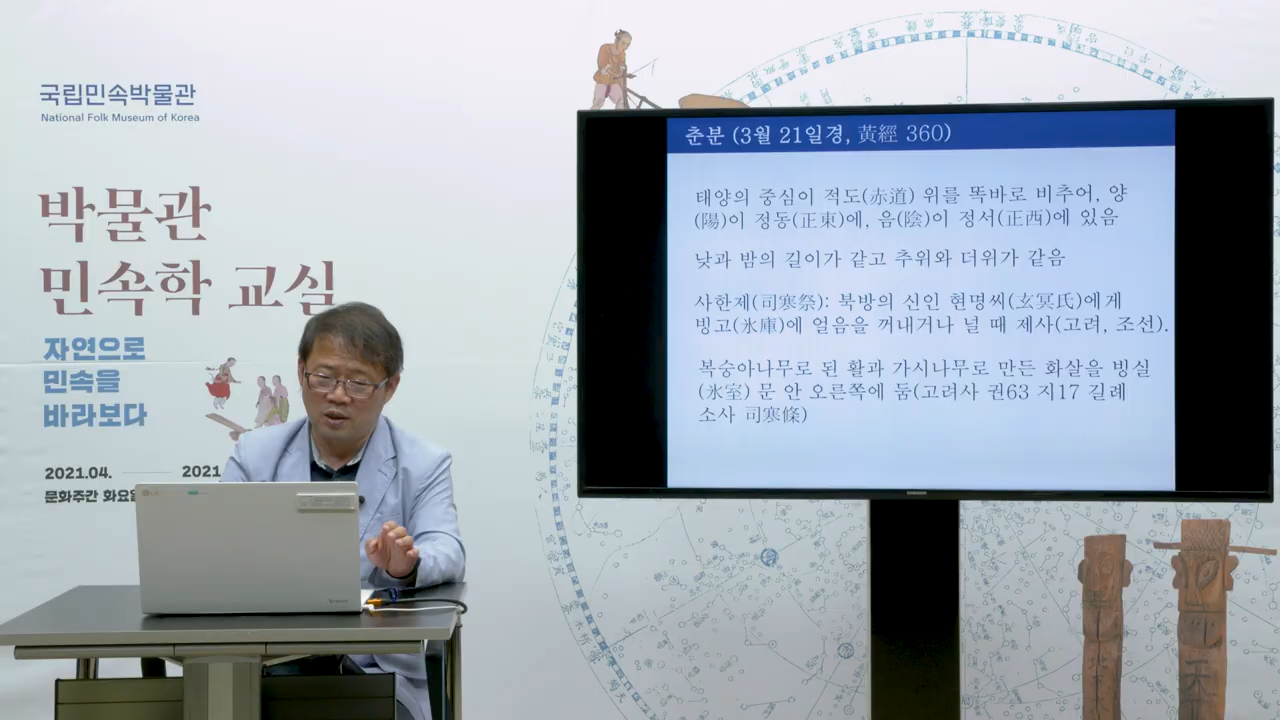 국립민속박물관
National Folk Museum of Korea
박물관
민속학 교실
자연으로
민속을
바라보다
2021.04.
2021
문화주간 화요일
춘분 (3월 21일경, 黃經 360)
태양의 중심이 적도(赤道) 위를 똑바로 비추어, 양
(陽)이 정동(正東)에, 음(陰)이 정서(正西)에 있음
낮과 밤의 길이가 같고 추위와 더위가 같음
사한제(司寒祭): 북방의 신인 현명씨(玄冥氏)에게
빙고(氷庫)에 얼음을 꺼내거나 널 때 제사(고려, 조선).
복숭아나무로 된 활과 가시나무로 만든 화살을 빙실
(氷室) 문 안 오른쪽에 둠(고려사 권63 지17 길례
소사 司寒條)
SAMSUNG